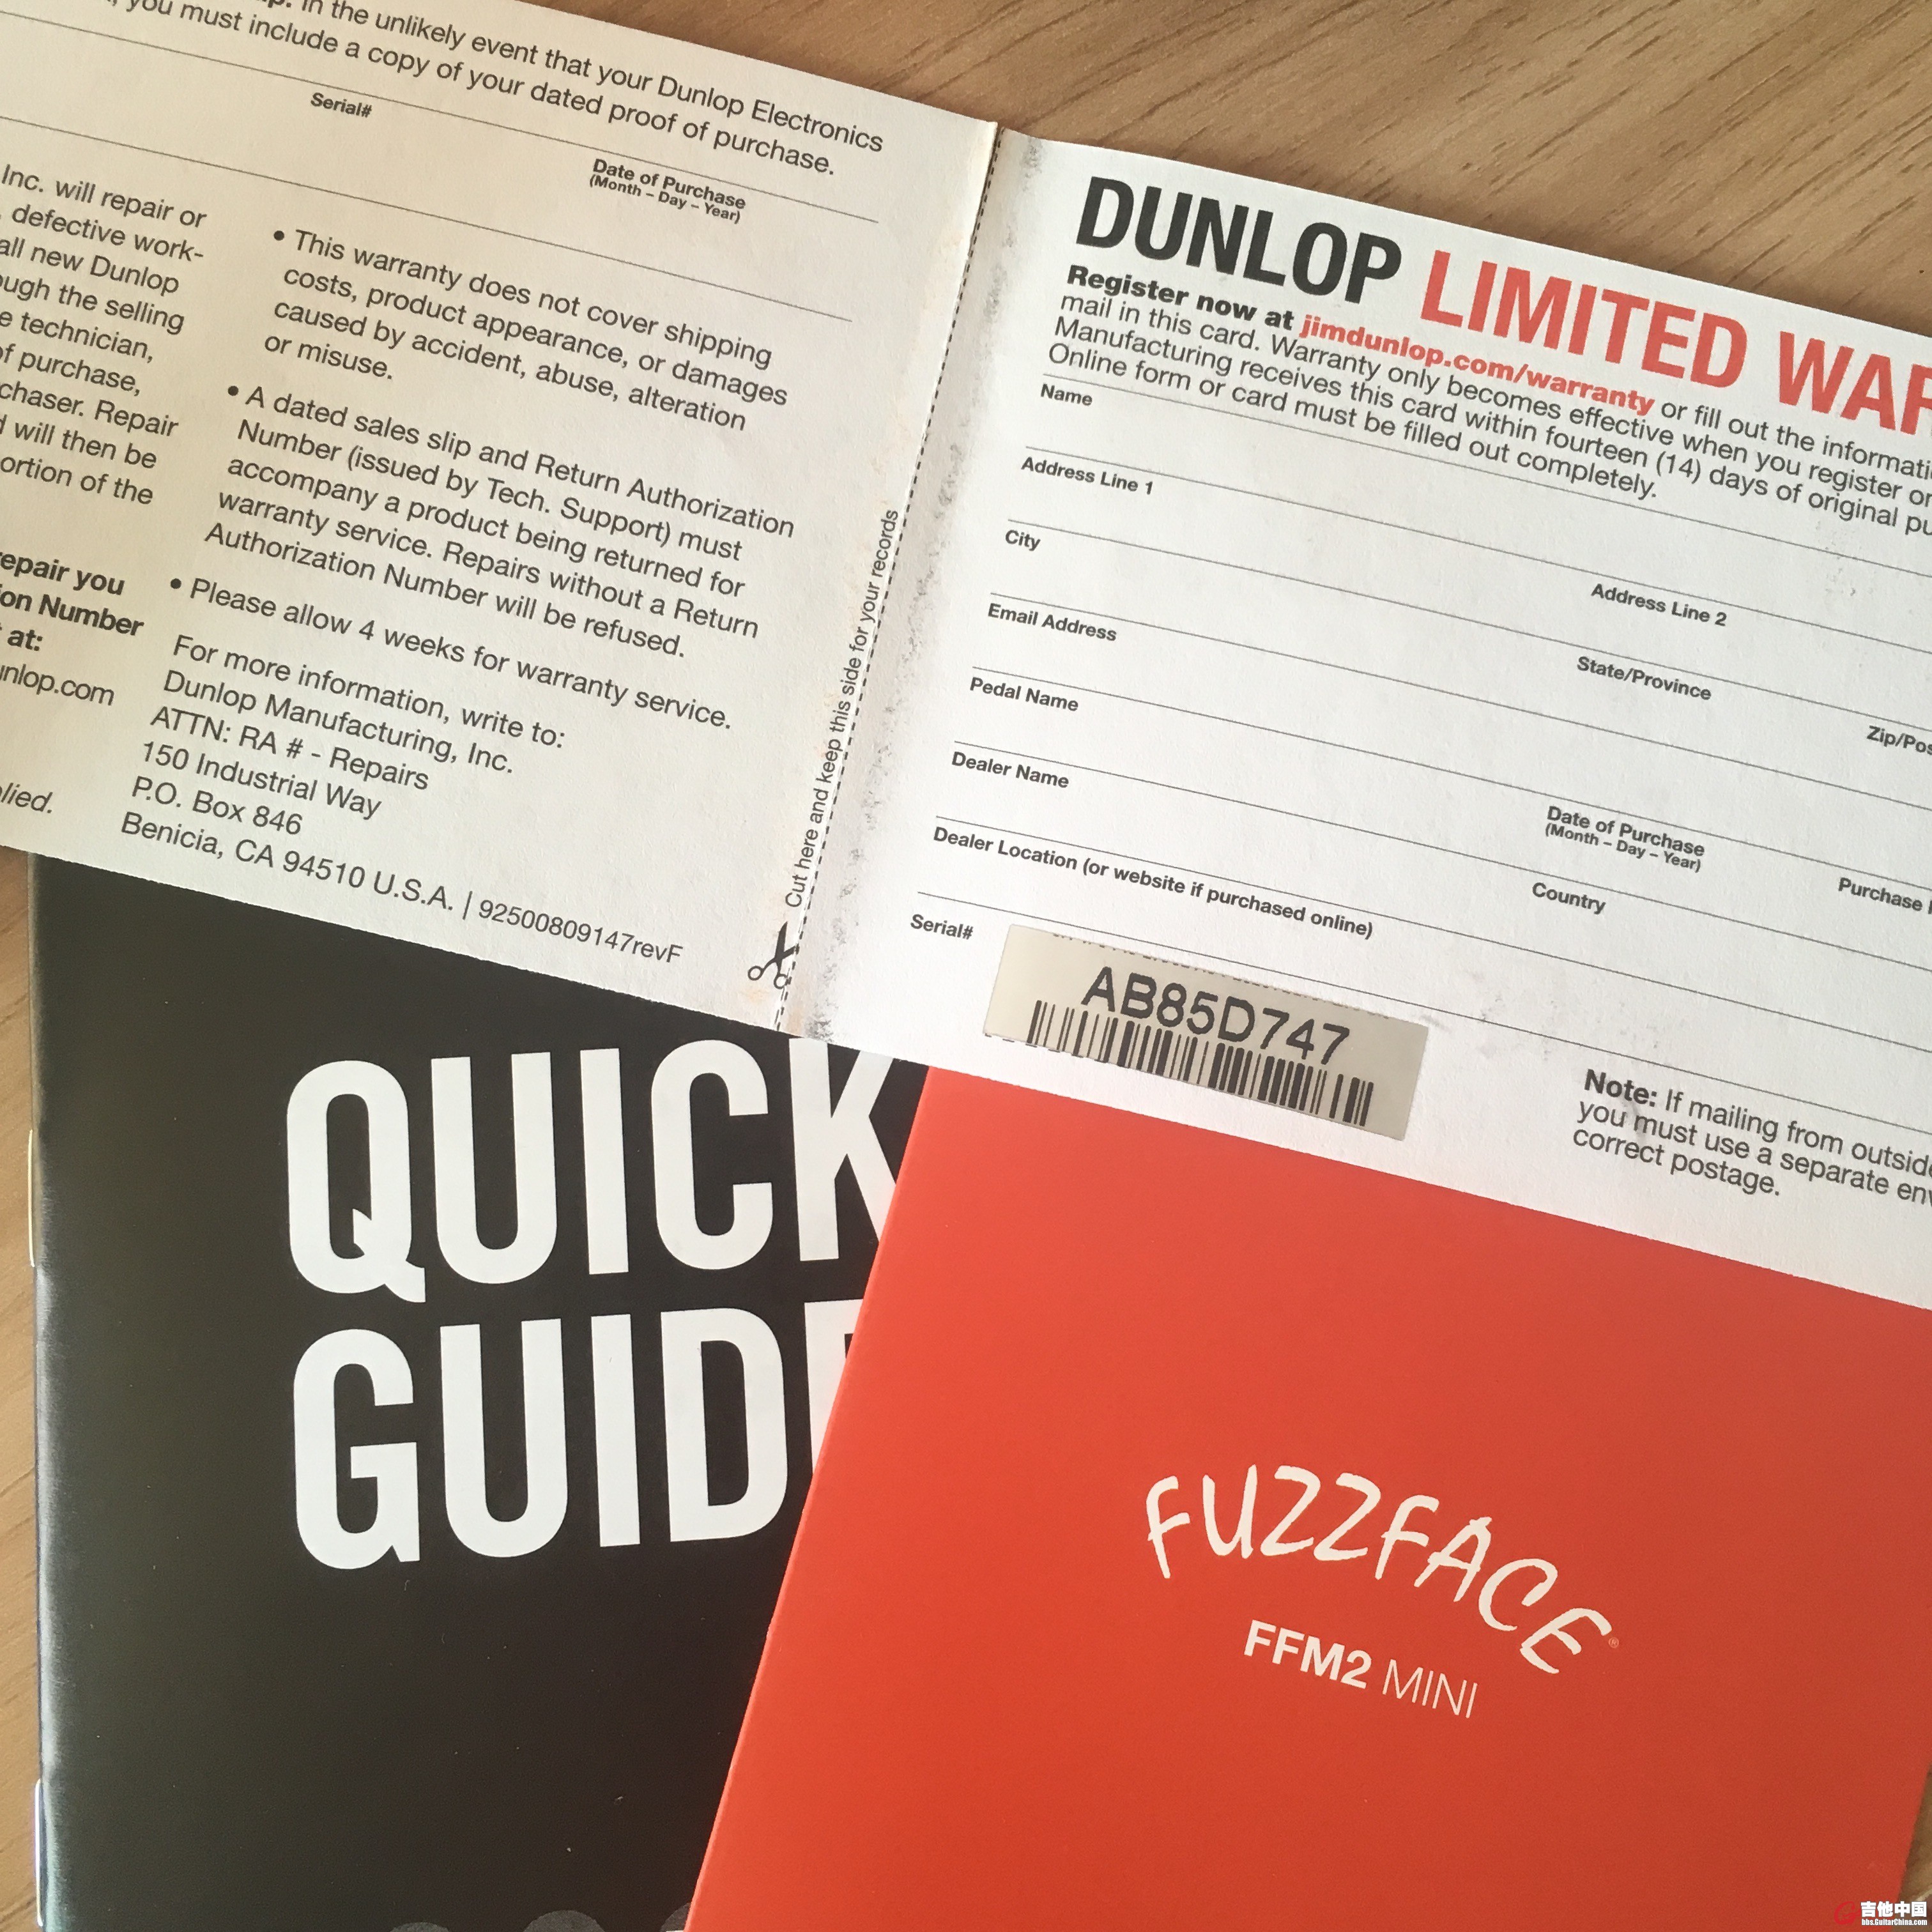 In the unlikely event that your Dunlop Electronics
you must include a copy of your dated proof of purchase.
Serial#
Date of Purchase
(Month – Day – Year)
Inc. will repair or
defective work-
all new Dunlop
the selling
technician,
of purchase,
Repair
will then be
of the
repair you
Number
at:
• This warranty does not cover shipping
costs, product appearance, or damages
caused by accident, abuse, alteration
or misuse.
• A dated sales slip and Return Authorization
Number (issued by Tech. Support) must
accompany a product being returned for
warranty service. Repairs without a Return
Authorization Number will be refused.
• Please allow 4 weeks for warranty service.
For more information, write to:
Dunlop Manufacturing, Inc.
ATTN: RA # - Repairs
150 Industrial Way
P.O. Box 846
Benicia, CA 94510 U.S.A. | 92500809147revF
Cut here and keep this side for your records
DUNLOP LIMITED WAR
Register now at jimdunlop.com/warranty or fill out the informati
mail in this card. Warranty only becomes effective when you register or
Manufacturing receives this card within fourteen (14) days of original pu
Online form or card must be filled out completely.
Name
Address Line 1
Address Line 2
City
State/Province
Zip/Pos
Email Address
Pedal Name
Date of Purchase
(Month – Day – Year)
Purchase
Dealer Name
Country
Dealer Location (or website if purchased online)
Serial#
AB85D747
Note: If mailing from outside
you must use a separate env
correct postage.
QUICK
GUIDE
FUZZFACE®
FFM2 MINI
吉他中国
bbs.GuitarChina.com